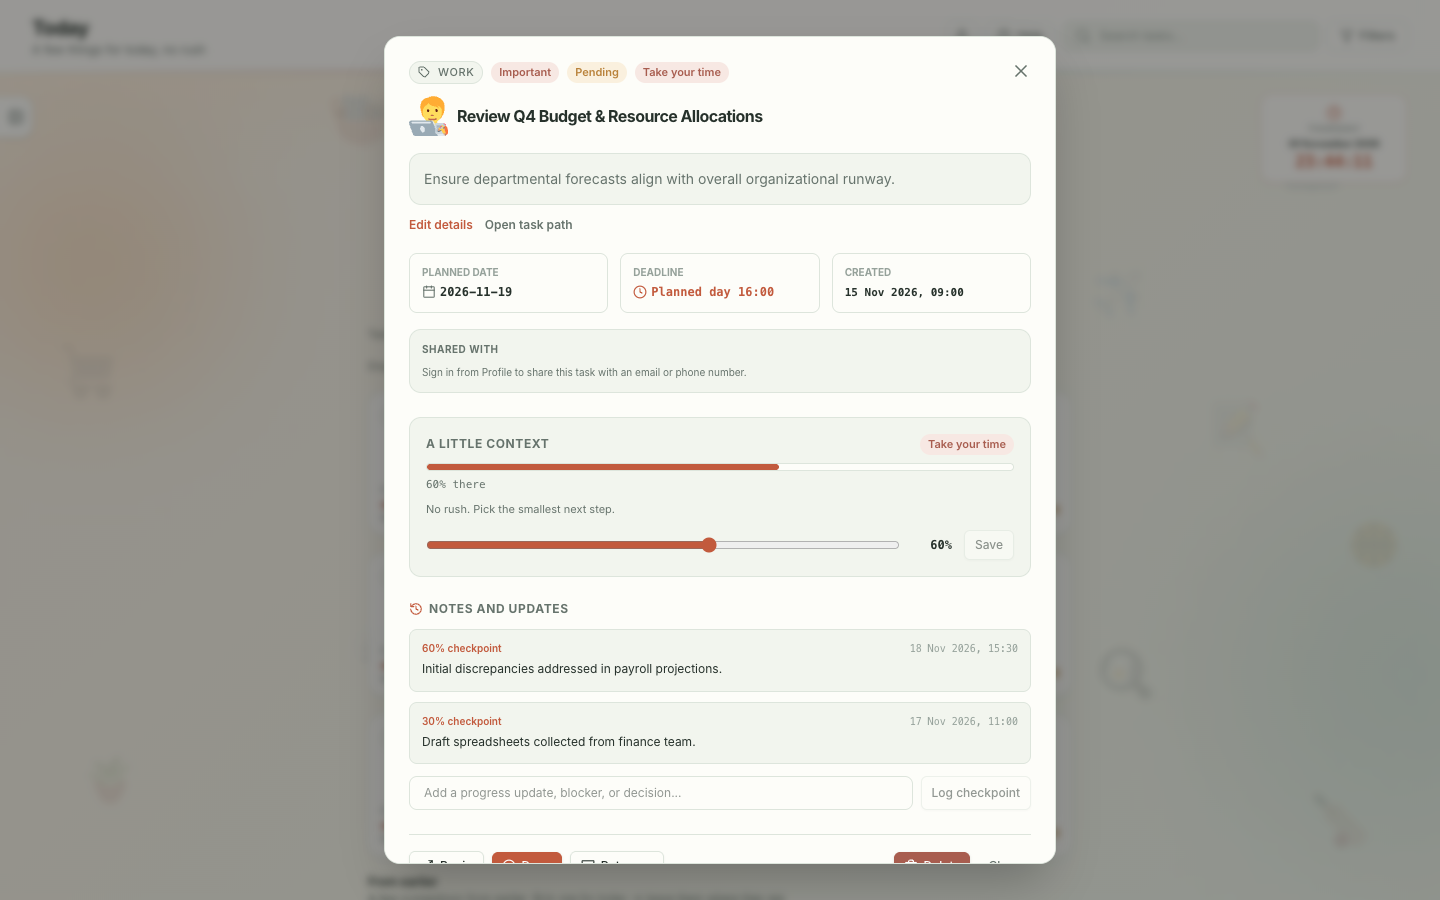 Today
WORK
Important
Pending
Take your time
Review Q4 Budget & Resource Allocations
Ensure departmental forecasts align with overall organizational runway.
Edit details
Open task path
PLANNED DATE
2026-11-19
DEADLINE
Planned day 16:00
CREATED
15 Nov 2026, 09:00
SHARED WITH
Sign in from Profile to share this task with an email or phone number.
A LITTLE CONTEXT
Take your time
60% there
No rush. Pick the smallest next step.
60%
Save
NOTES AND UPDATES
60% checkpoint
18 Nov 2026, 15:30
Initial discrepancies addressed in payroll projections.
30% checkpoint
17 Nov 2026, 11:00
Draft spreadsheets collected from finance team.
Add a progress update, blocker, or decision...
Log checkpoint